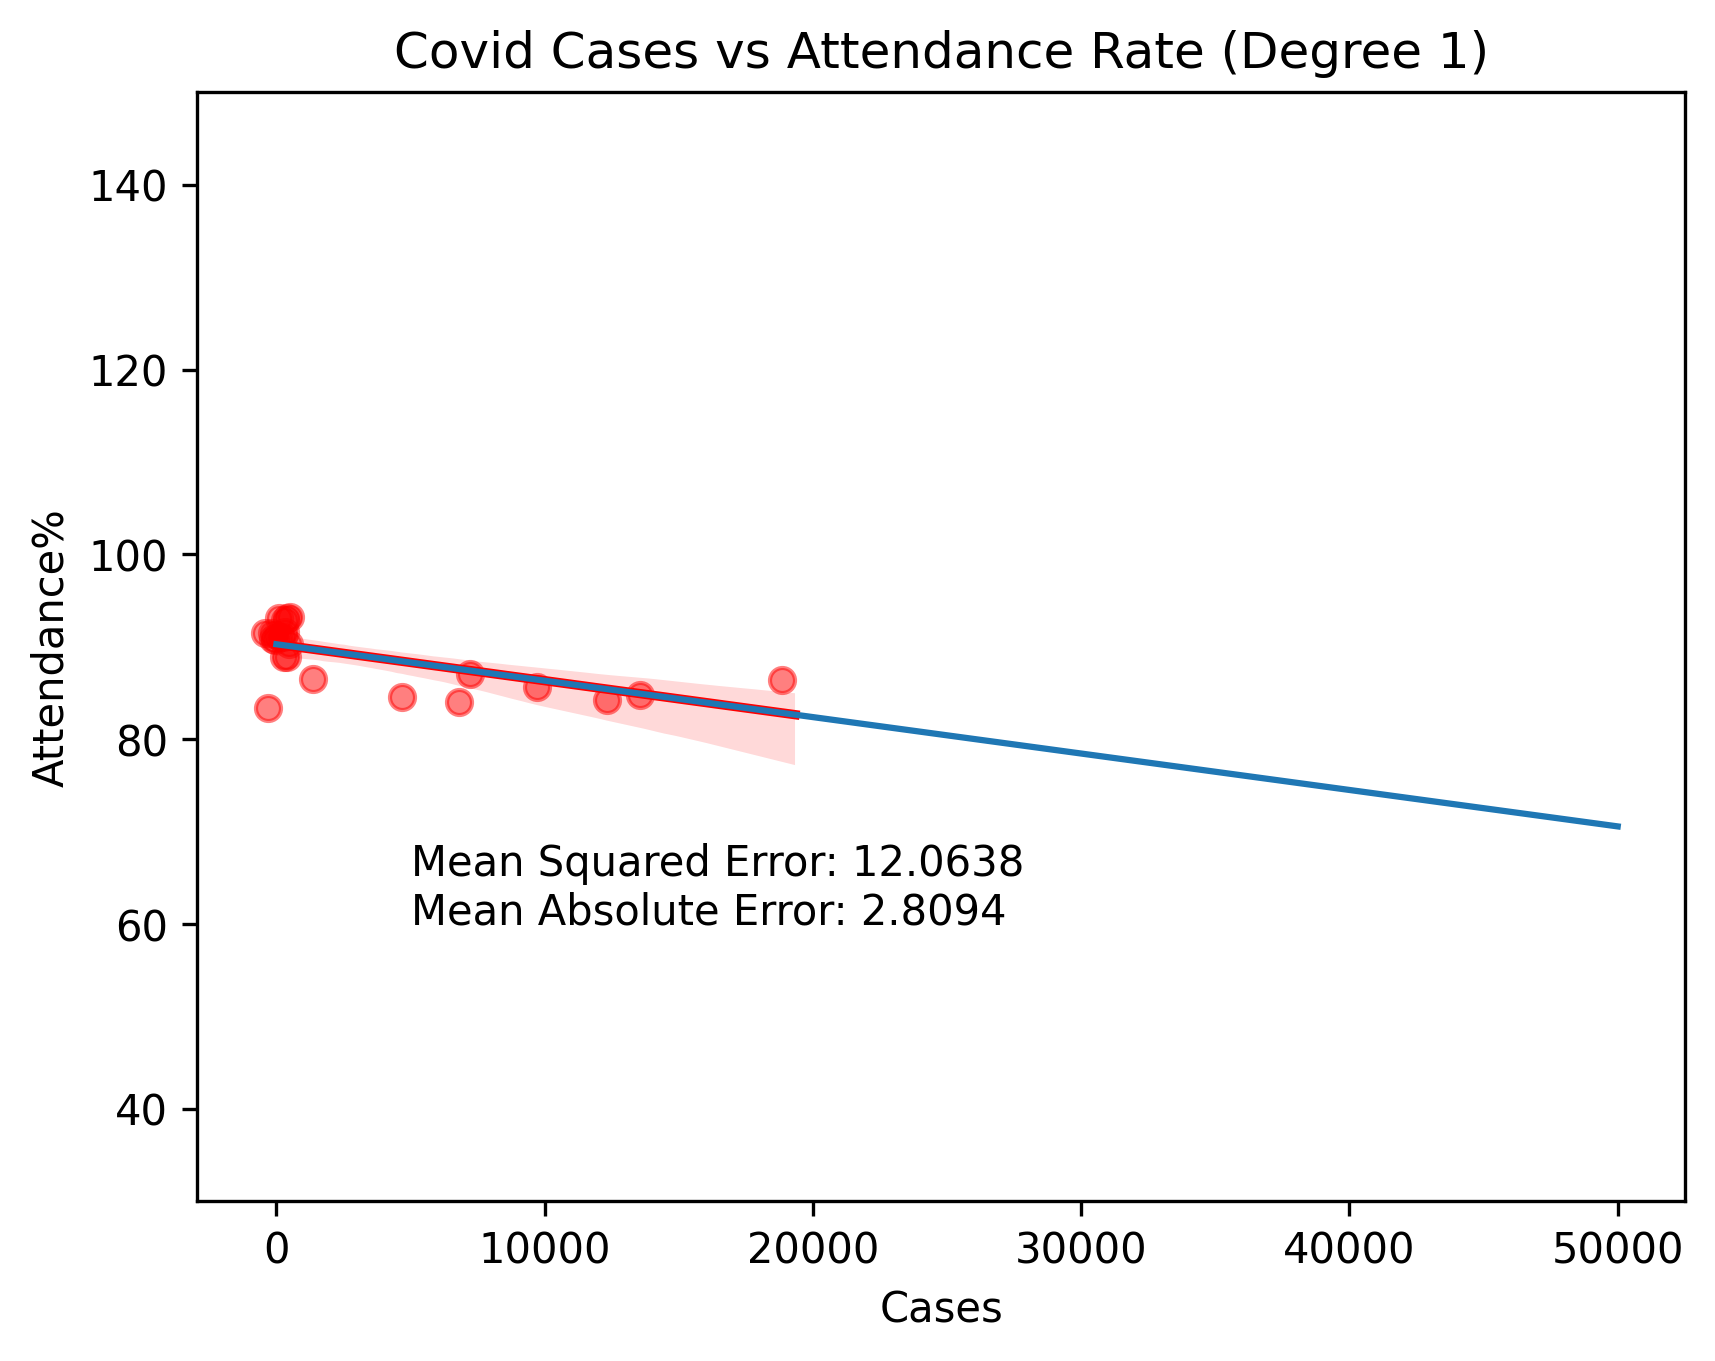 Covid Cases vs Attendance Rate (Degree 1)
140
120
100
80
60
40
Attendance%
Mean Squared Error: 12.0638
Mean Absolute Error: 2.8094
0 10000 20000 30000 40000 50000
Cases